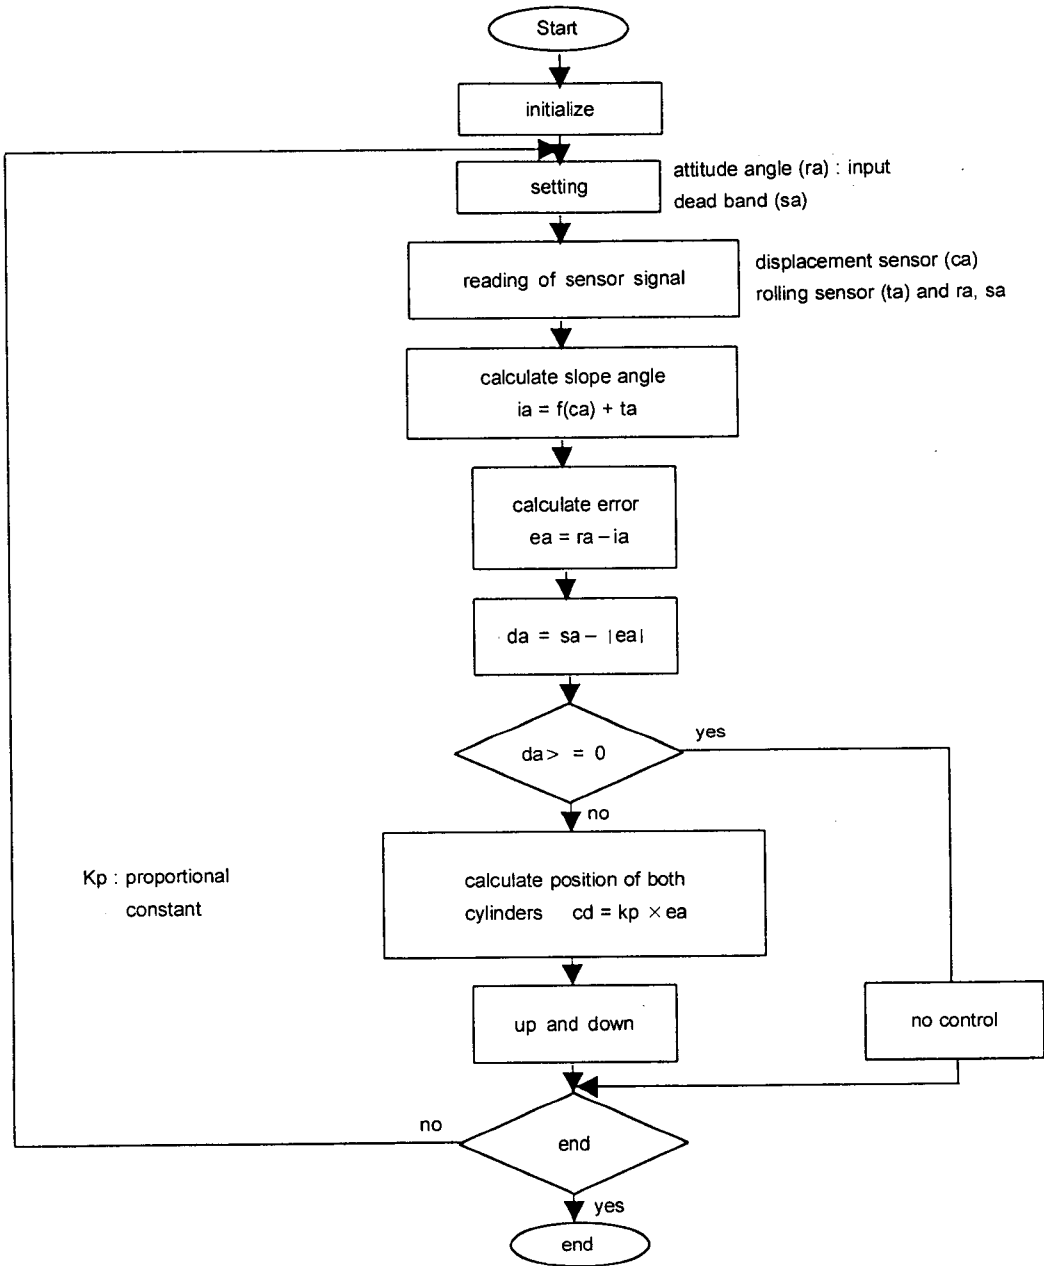 Start
initialize
setting
attitude angle (ra) : input
dead band (sa)
reading of sensor signal
displacement sensor (ca)
rolling sensor (ta) and ra, sa
calculate slope angle
ia = f(ca) + ta
calculate error
ea = ra − ia
da = sa − |ea|
da > = 0
yes
no
calculate position of both
cylinders cd = kp × ea
Kp : proportional
constant
up and down
no control
no
end
yes
end